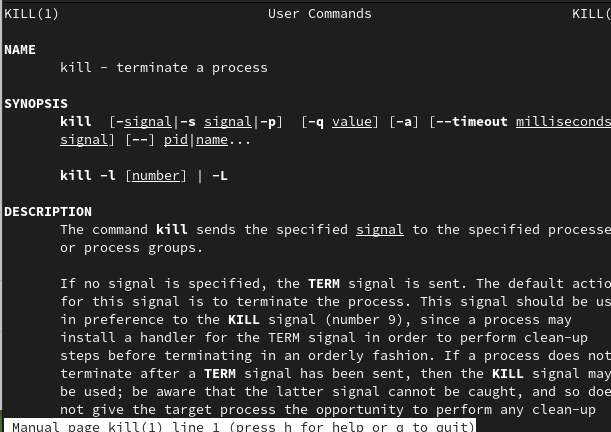 KILL(1) User Commands KILL(
NAME
kill - terminate a process
SYNOPSIS
kill [-signal|-s signal|-p] [-q value] [-a] [--timeout milliseconds
signal] [--] pid|name...
kill -l [number] | -L
DESCRIPTION
The command kill sends the specified signal to the specified processe
or process groups.
If no signal is specified, the TERM signal is sent. The default actio
for this signal is to terminate the process. This signal should be us
in preference to the KILL signal (number 9), since a process may
install a handler for the TERM signal in order to perform clean-up
steps before terminating in an orderly fashion. If a process does not
terminate after a TERM signal has been sent, then the KILL signal may
be used; be aware that the latter signal cannot be caught, and so doe
not give the target process the opportunity to perform any clean-up
Manual page kill(1) line 1 (press h for help or q to quit)